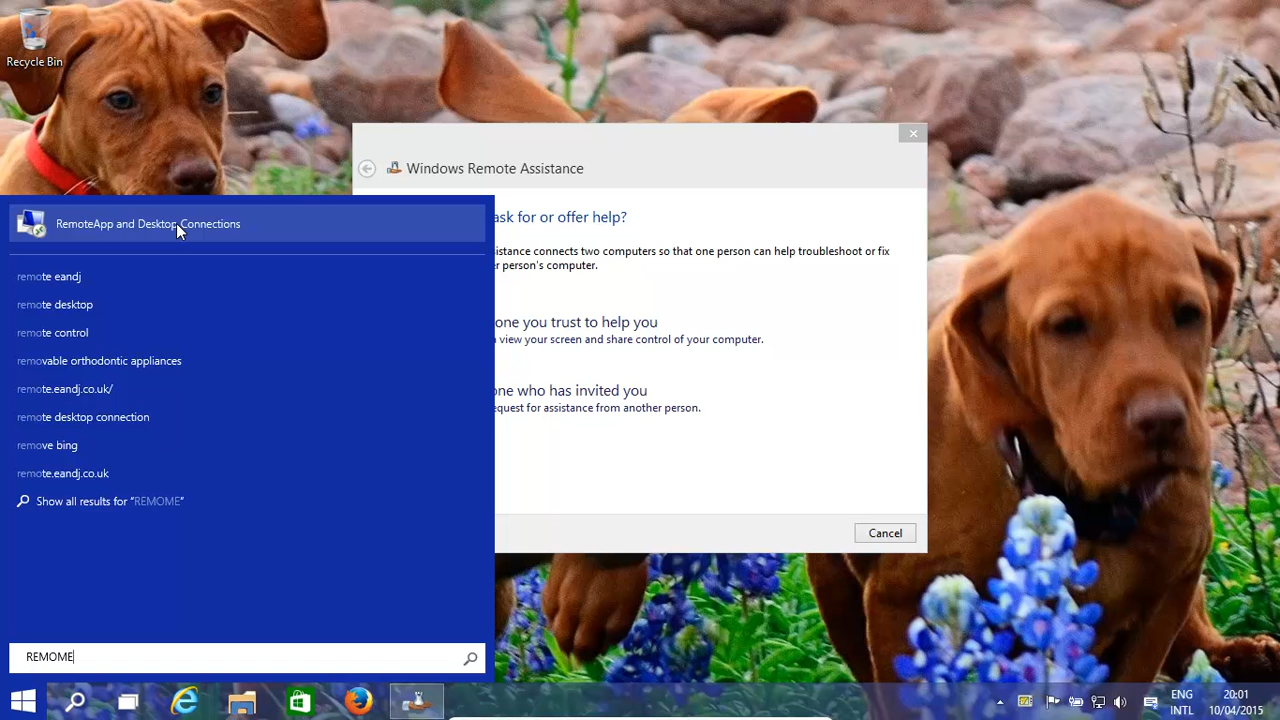 Recycle Bin
Windows Remote Assistance
ask for or offer help?
sistance connects two computers so that one person can help troubleshoot or fix
er person's computer.
one you trust to help you
view your screen and share control of your computer.
one who has invited you
equest for assistance from another person.
Cancel
RemoteApp and Desktop Connections
remote eandj
remote desktop
remote control
removable orthodontic appliances
remote.eandj.co.uk/
remote desktop connection
remove bing
remote.eandj.co.uk
Show all results for "REMOME"
REMOME
ENG
INTL
20:01
10/04/2015